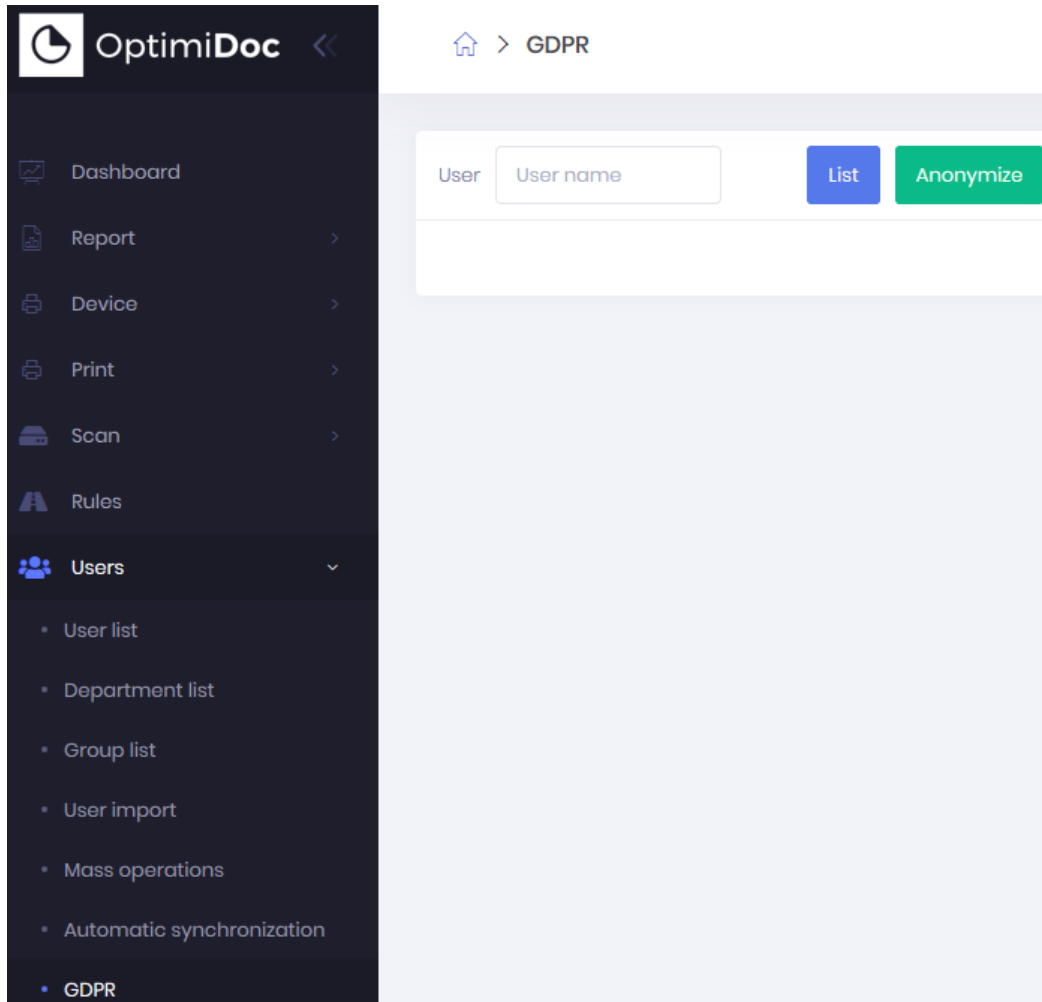 OptimiDoc
> GDPR
Dashboard
Report
Device
Print
Scan
Rules
Users
User list
Department list
Group list
User import
Mass operations
Automatic synchronization
GDPR
User User name List Anonymize